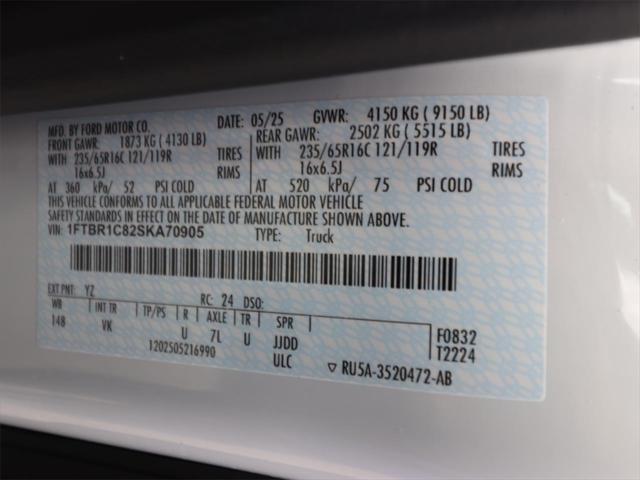 MFD. BY FORD MOTOR CO.
DATE: 05/25 GVWR: 4150 KG ( 9150 LB)
FRONT GAWR: 1873 KG ( 4130 LB)
REAR GAWR: 2502 KG ( 5515 LB)
WITH 235/65R16C 121/119R TIRES
WITH 235/65R16C 121/119R TIRES
16x6.5J RIMS
16x6.5J RIMS
AT 360 kPa/ 52 PSI COLD
AT 520 kPa/ 75 PSI COLD
THIS VEHICLE CONFORMS TO ALL APPLICABLE FEDERAL MOTOR VEHICLE
SAFETY STANDARDS IN EFFECT ON THE DATE OF MANUFACTURE SHOWN ABOVE.
VIN: 1FTBR1C82SKA70905 TYPE: Truck
EXT PNT: YZ RC: 24 DSO:
WB INT TR TP/PS R AXLE TR SPR
148 VK U 7L U JJDD
ULC
1202505216990
F0832
T2224
▽ RU5A-3520472-AB